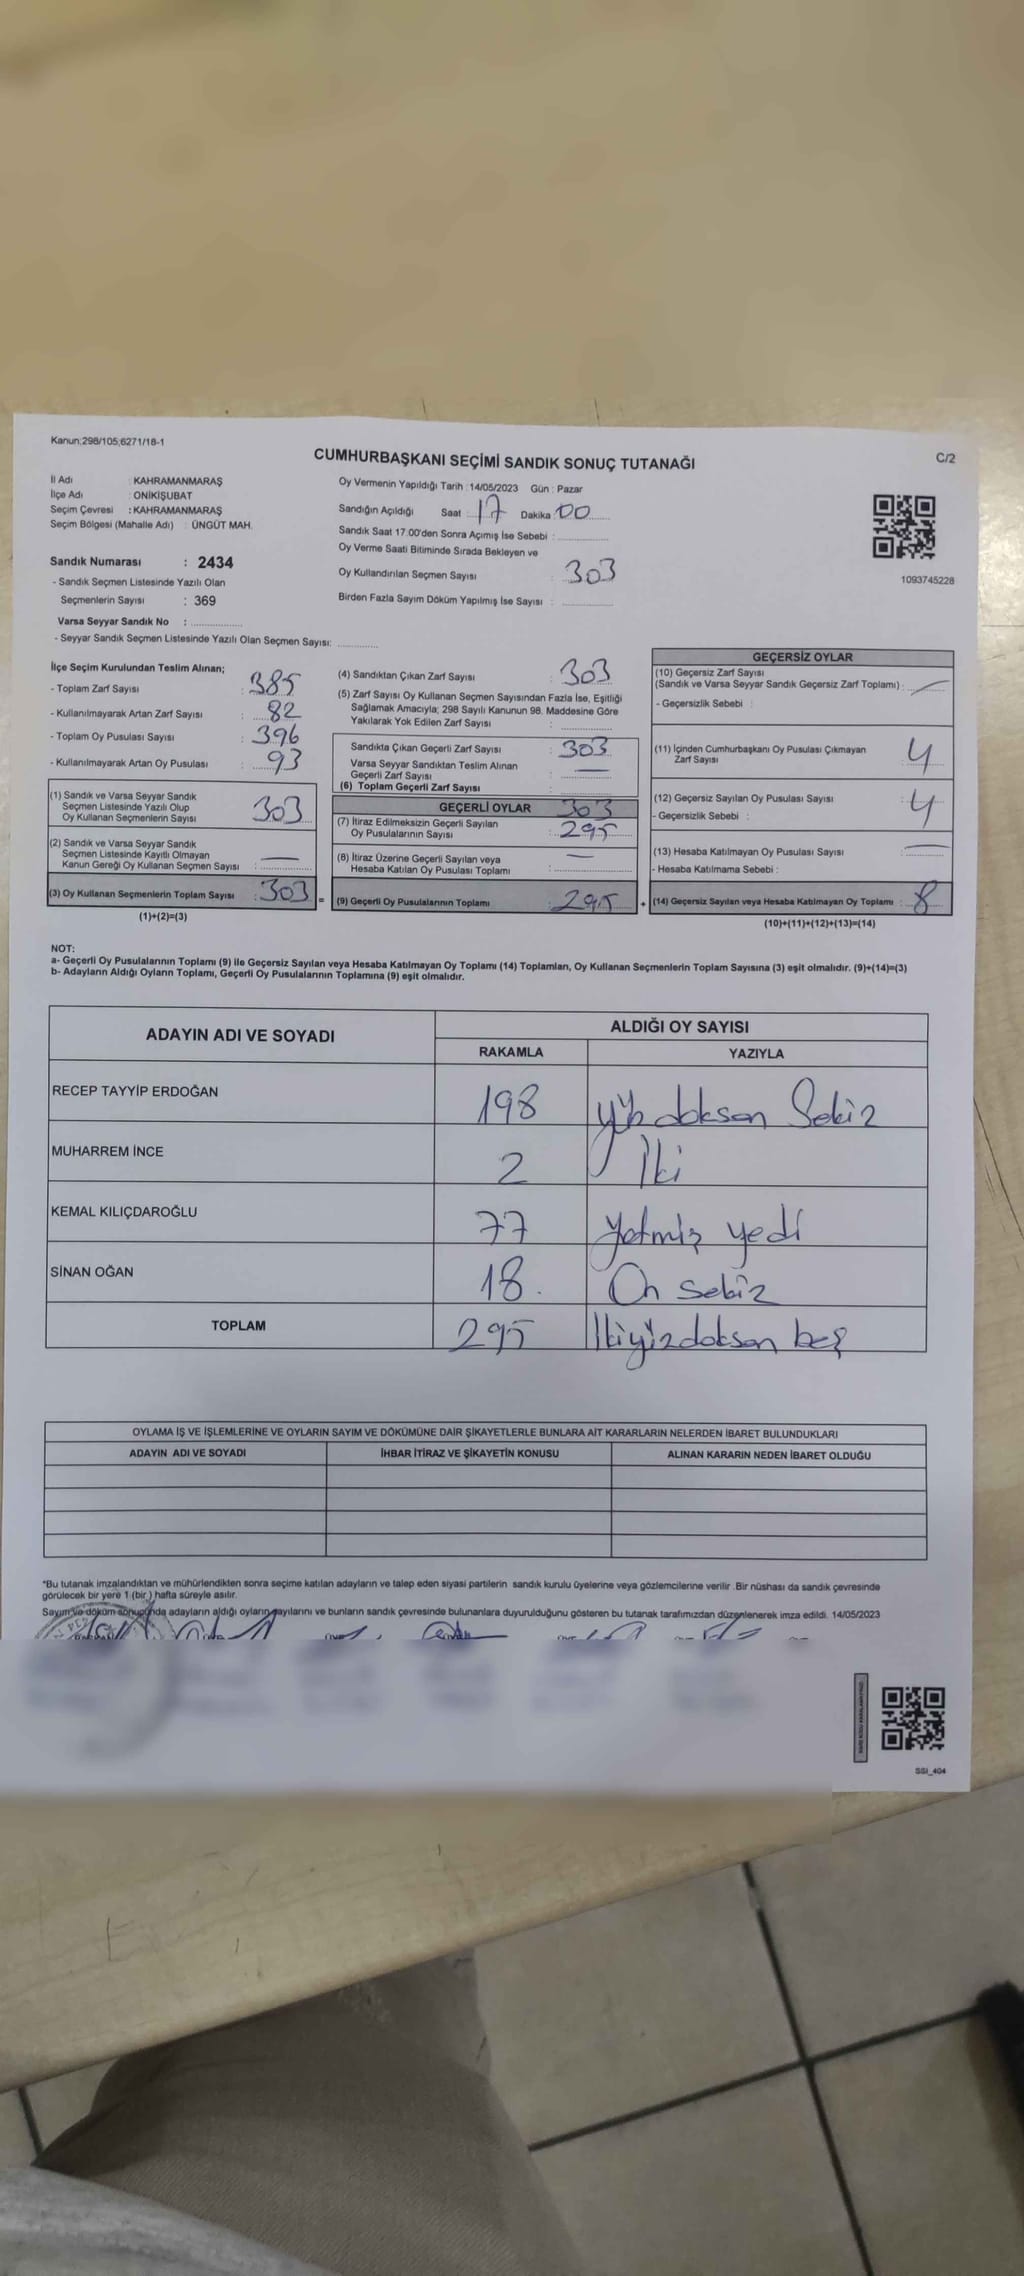 Kanun;298/105;6271/18-1
CUMHURBAŞKANI SEÇİMİ SANDIK SONUÇ TUTANAĞI
C/2
İl Adı : KAHRAMANMARAŞ
İlçe Adı : ONİKİŞUBAT
Seçim Çevresi : KAHRAMANMARAŞ
Seçim Bölgesi (Mahalle Adı) : ÜNGÜT MAH.
Sandık Numarası : 2434
- Sandık Seçmen Listesinde Yazılı Olan
Seçmenlerin Sayısı : 369
Varsa Seyyar Sandık No :
- Seyyar Sandık Seçmen Listesinde Yazılı Olan Seçmen Sayısı:
Oy Vermenin Yapıldığı Tarih :14/05/2023 Gün : Pazar
Sandığın Açıldığı Saat : 17 Dakika : 00
Sandık Saat 17.00'den Sonra Açımış İse Sebebi :
Oy Verme Saati Bitiminde Sırada Bekleyen ve
Oy Kullandırılan Seçmen Sayısı : 303
Birden Fazla Sayım Döküm Yapılmış İse Sayısı :
1093745228
İlçe Seçim Kurulundan Teslim Alınan;
- Toplam Zarf Sayısı : 385
- Kullanılmayarak Artan Zarf Sayısı : 82
- Toplam Oy Pusulası Sayısı : 396
- Kullanılmayarak Artan Oy Pusulası : 93
(1) Sandık ve Varsa Seyyar Sandık
Seçmen Listesinde Yazılı Olup
Oy Kullanan Seçmenlerin Sayısı : 303
(2) Sandık ve Varsa Seyyar Sandık
Seçmen Listesinde Kayıtlı Olmayan
Kanun Gereği Oy Kullanan Seçmen Sayısı : —
(3) Oy Kullanan Seçmenlerin Toplam Sayısı : 303
(1)+(2)=(3)
(4) Sandıktan Çıkan Zarf Sayısı : 303
(5) Zarf Sayısı Oy Kullanan Seçmen Sayısından Fazla İse, Eşitliği
Sağlamak Amacıyla; 298 Sayılı Kanunun 98. Maddesine Göre
Yakılarak Yok Edilen Zarf Sayısı :
Sandıkta Çıkan Geçerli Zarf Sayısı : 303
Varsa Seyyar Sandıktan Teslim Alınan
Geçerli Zarf Sayısı : —
(6) Toplam Geçerli Zarf Sayısı :
GEÇERLİ OYLAR 303
(7) İtiraz Edilmeksizin Geçerli Sayılan
Oy Pusulalarının Sayısı : 295
(8) İtiraz Üzerine Geçerli Sayılan veya
Hesaba Katılan Oy Pusulası Toplamı : —
= (9) Geçerli Oy Pusulalarının Toplamı : 295
GEÇERSİZ OYLAR
(10) Geçersiz Zarf Sayısı
(Sandık ve Varsa Seyyar Sandık Geçersiz Zarf Toplamı) : —
- Geçersizlik Sebebi :
(11) İçinden Cumhurbaşkanı Oy Pusulası Çıkmayan
Zarf Sayısı : 4
(12) Geçersiz Sayılan Oy Pusulası Sayısı : 4
- Geçersizlik Sebebi :
(13) Hesaba Katılmayan Oy Pusulası Sayısı : —
- Hesaba Katılmama Sebebi :
+ (14) Geçersiz Sayılan veya Hesaba Katılmayan Oy Toplamı : 8
(10)+(11)+(12)+(13)=(14)
NOT:
a- Geçerli Oy Pusulalarının Toplamı (9) ile Geçersiz Sayılan veya Hesaba Katılmayan Oy Toplamı (14) Toplamları, Oy Kullanan Seçmenlerin Toplam Sayısına (3) eşit olmalıdır. (9)+(14)=(3)
b- Adayların Aldığı Oyların Toplamı, Geçerli Oy Pusulalarının Toplamına (9) eşit olmalıdır.
ADAYIN ADI VE SOYADI ALDIĞI OY SAYISI
RAKAMLA YAZIYLA
RECEP TAYYİP ERDOĞAN 198 yüz doksan Sekiz
MUHARREM İNCE 2 İki
KEMAL KILIÇDAROĞLU 77 yetmiş yedi
SİNAN OĞAN 18. On sekiz
TOPLAM 295 İkiyüzdoksan beş
OYLAMA İŞ VE İŞLEMLERİNE VE OYLARIN SAYIM VE DÖKÜMÜNE DAİR ŞİKAYETLERLE BUNLARA AİT KARARLARIN NELERDEN İBARET BULUNDUKLARI
ADAYIN ADI VE SOYADI İHBAR İTİRAZ VE ŞİKAYETİN KONUSU ALINAN KARARIN NEDEN İBARET OLDUĞU
*Bu tutanak imzalandıktan ve mühürlendikten sonra seçime katılan adayların ve talep eden siyasi partilerin sandık kurulu üyelerine veya gözlemcilerine verilir .Bir nüshası da sandık çevresinde
görülecek bir yere 1 (bir ) hafta süreyle asılır.
Sayım ve döküm sonucunda adayların aldığı oyların sayılarını ve bunların sandık çevresinde bulunanlara duyurulduğunu gösteren bu tutanak tarafımızdan düzenlenerek imza edildi. 14/05/2023
SSI_404